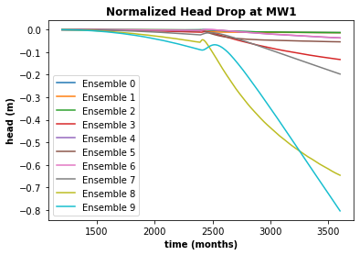 Normalized Head Drop at MW1
head (m)
0.0
−0.1
−0.2
−0.3
−0.4
−0.5
−0.6
−0.7
−0.8
Ensemble 0
Ensemble 1
Ensemble 2
Ensemble 3
Ensemble 4
Ensemble 5
Ensemble 6
Ensemble 7
Ensemble 8
Ensemble 9
1500 2000 2500 3000 3500
time (months)